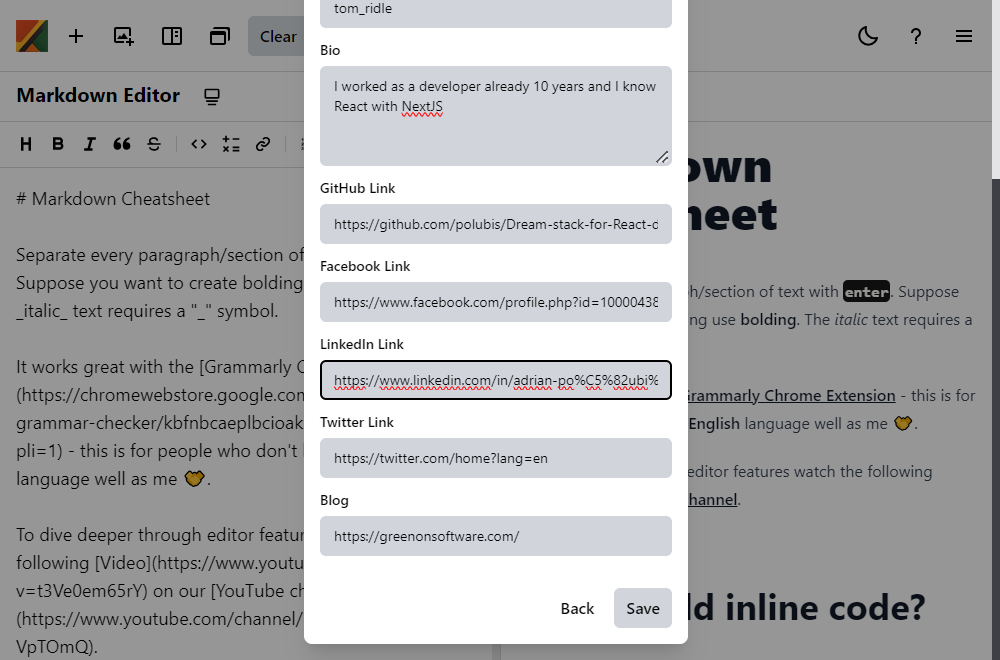 Clear
Markdown Editor
# Markdown Cheatsheet
Separate every paragraph/section of
Suppose you want to create bolding
_italic_ text requires a "_" symbol.
It works great with the [Grammarly
(https://chromewebstore.google.com
grammar-checker/kbfnbcaeplbcioak
pli=1) - this is for people who don't
language well as me 🤝.
To dive deeper through editor featur
following [Video](https://www.youtu
v=t3Ve0em65rY) on our [YouTube ch
(https://www.youtube.com/channel/
VpTOmQ).
tom_ridle
Bio
I worked as a developer already 10 years and I know
React with NextJS
GitHub Link
https://github.com/polubis/Dream-stack-for-React-d
Facebook Link
https://www.facebook.com/profile.php?id=10000438
LinkedIn Link
https://www.linkedin.com/in/adrian-po%C5%82ubi%
Twitter Link
https://twitter.com/home?lang=en
Blog
https://greenonsoftware.com/
Back
Save
own
heet
h/section of text with enter. Suppose
ng use bolding. The italic text requires a
Grammarly Chrome Extension - this is for
English language well as me 🤝.
editor features watch the following
hannel.
ld inline code?